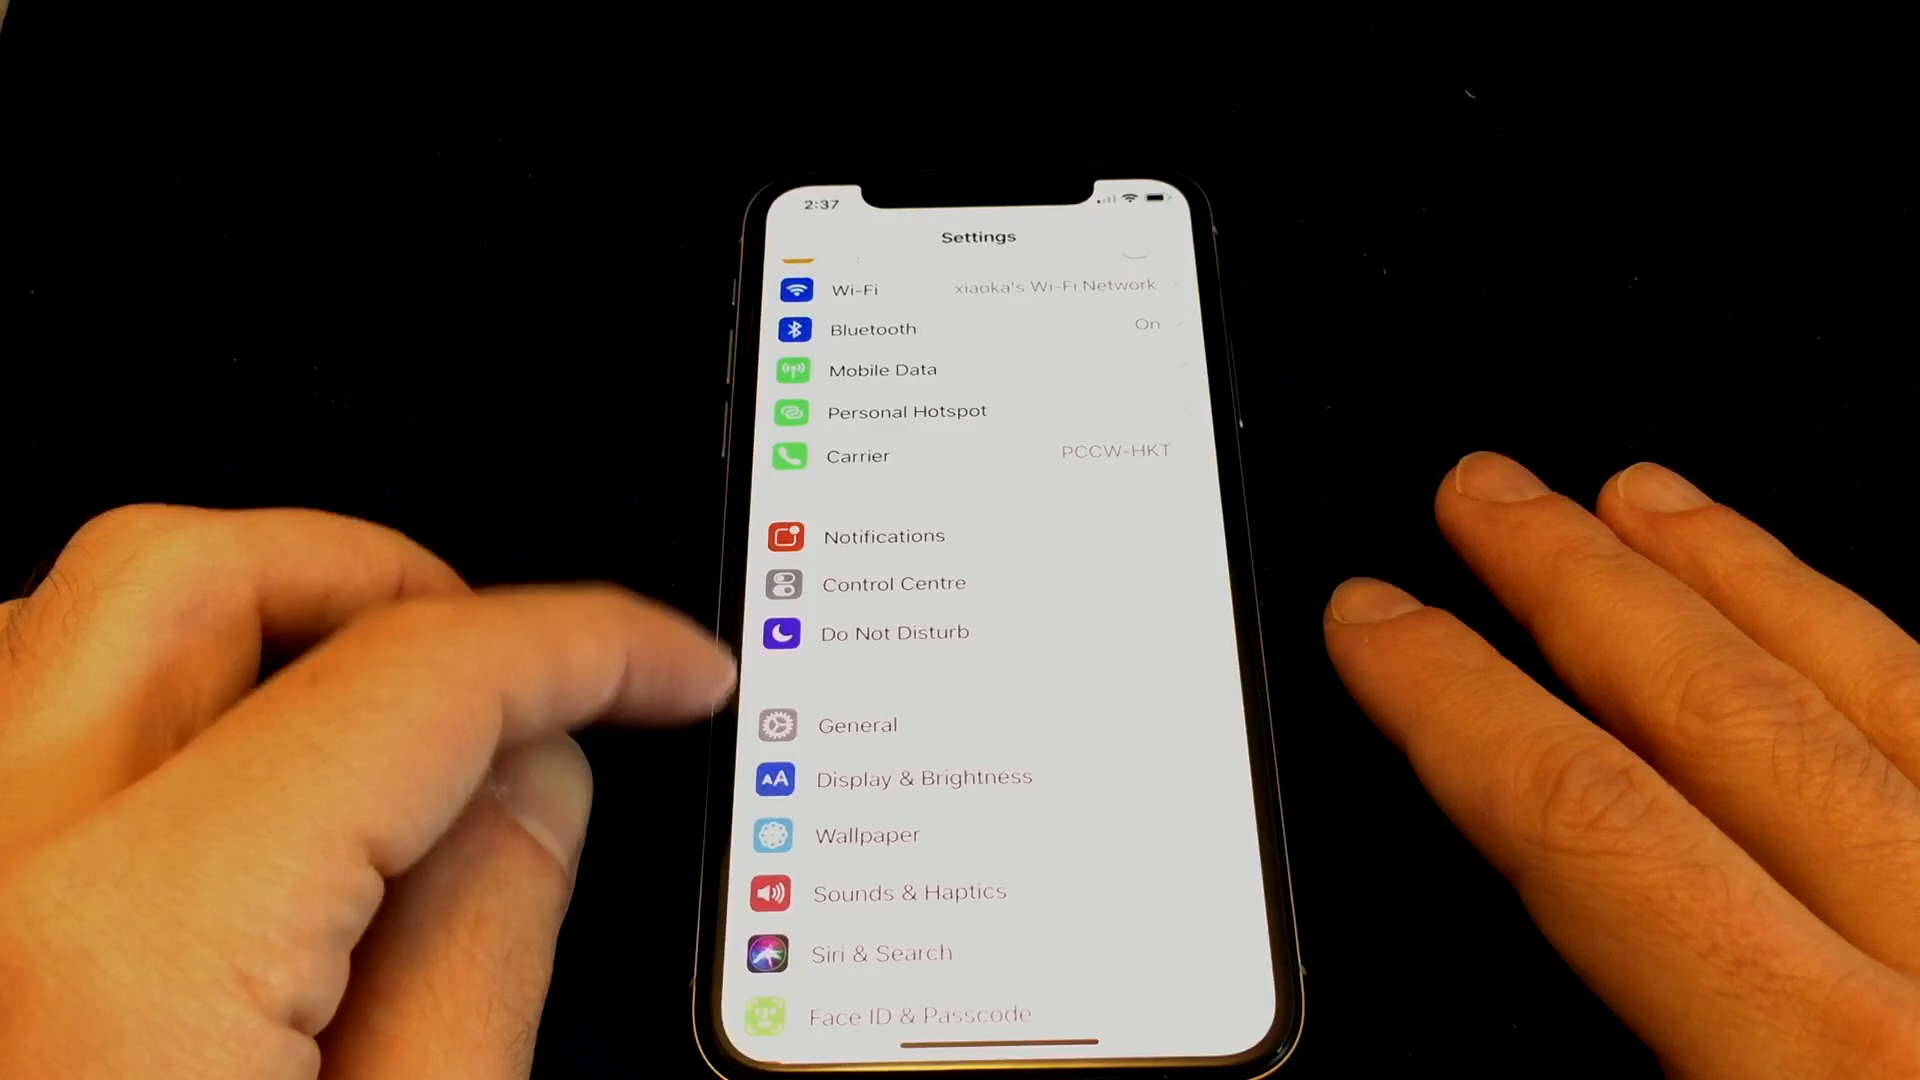 2:37
Settings
Wi-Fi xiaoka's Wi-Fi Network
Bluetooth On
Mobile Data
Personal Hotspot
Carrier PCCW-HKT
Notifications
Control Centre
Do Not Disturb
General
AA Display & Brightness
Wallpaper
Sounds & Haptics
Siri & Search
Face ID & Passcode